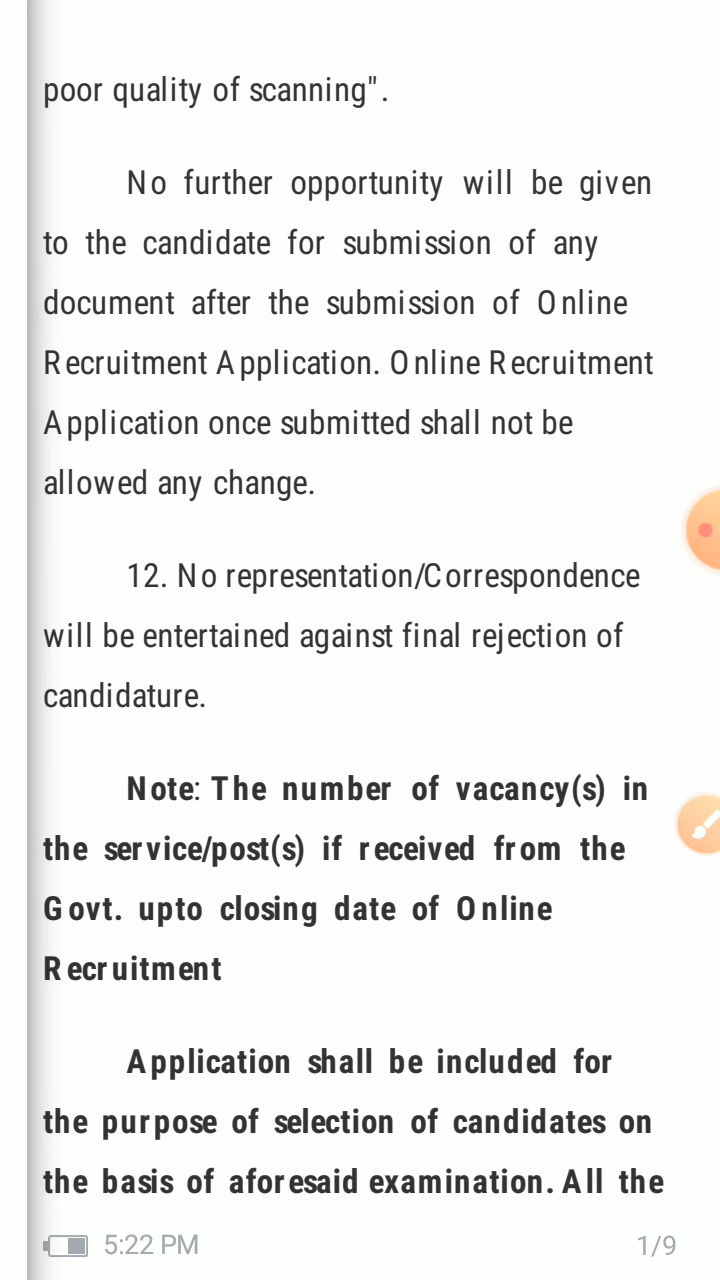 poor quality of scanning".
No further opportunity will be given
to the candidate for submission of any
document after the submission of Online
Recruitment Application. Online Recruitment
Application once submitted shall not be
allowed any change.
12. No representation/Correspondence
will be entertained against final rejection of
candidature.
Note: The number of vacancy(s) in
the service/post(s) if received from the
Govt. upto closing date of Online
Recruitment
Application shall be included for
the purpose of selection of candidates on
the basis of aforesaid examination. All the
5:22 PM 1/9